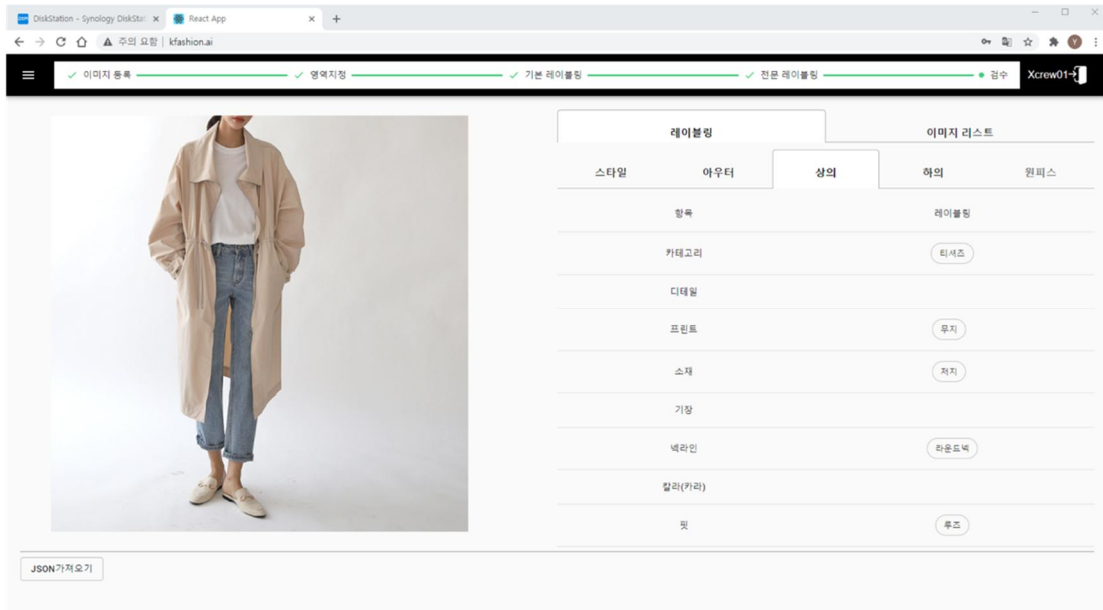 DiskStation - Synology DiskStat
React App
주의 요함 | kfashion.ai
이미지 등록
영역지정
기본 레이블링
전문 레이블링
검수
Xcrew01
레이블링
이미지 리스트
스타일
아우터
상의
하의
원피스
항목
레이블링
카테고리
티셔츠
디테일
프린트
무지
소재
저지
기장
넥라인
라운드넥
칼라(카라)
핏
루즈
JSON가져오기